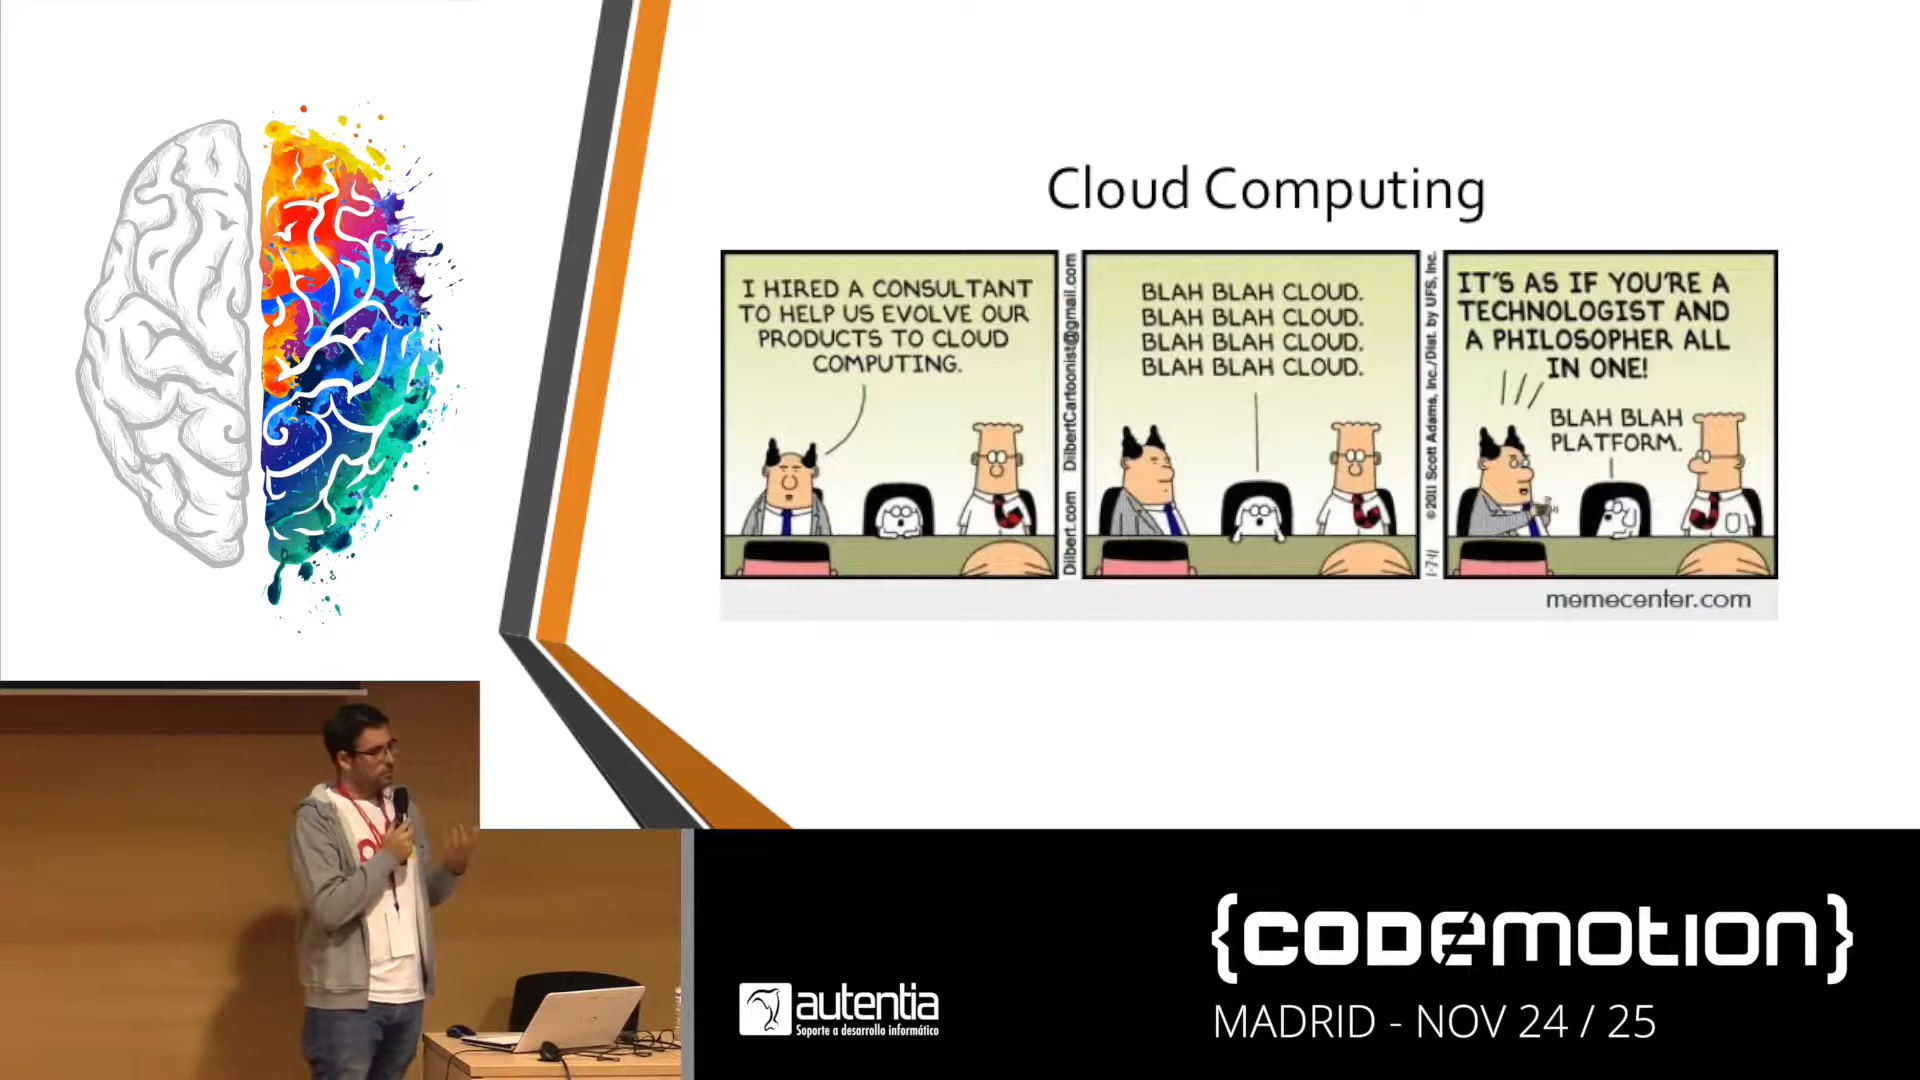 Cloud Computing
I HIRED A CONSULTANT
TO HELP US EVOLVE OUR
PRODUCTS TO CLOUD
COMPUTING.
Dilbert.com DilbertCartoonist@gmail.com
BLAH BLAH CLOUD.
BLAH BLAH CLOUD.
BLAH BLAH CLOUD.
BLAH BLAH CLOUD.
1-7-11 ©2011 Scott Adams, Inc./Dist. by UFS, Inc.
IT'S AS IF YOU'RE A
TECHNOLOGIST AND
A PHILOSOPHER ALL
IN ONE!
BLAH BLAH
PLATFORM.
memecenter.com
autentia
Soporte a desarrollo informático
{CODEMOTION}
MADRID - NOV 24 / 25